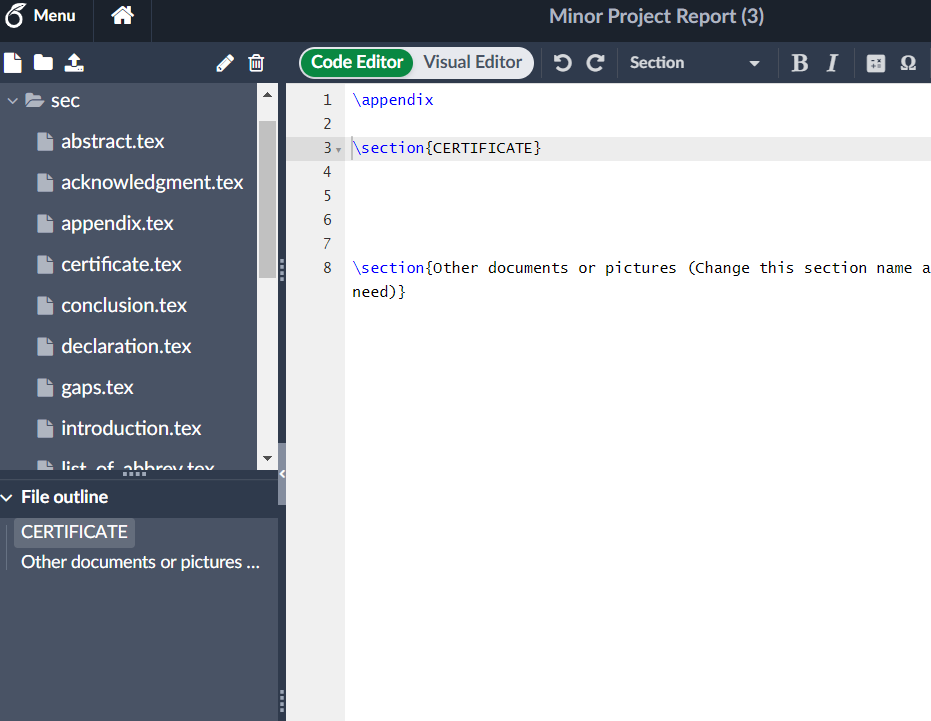 Menu
Minor Project Report (3)
Code Editor
Visual Editor
Section
B
I
Ω
sec
abstract.tex
acknowledgment.tex
appendix.tex
certificate.tex
conclusion.tex
declaration.tex
gaps.tex
introduction.tex
list_of_abbrev.tex
File outline
CERTIFICATE
Other documents or pictures ...
1 \appendix
2
3 \section{CERTIFICATE}
4
5
6
7
8 \section{Other documents or pictures (Change this section name a
need)}